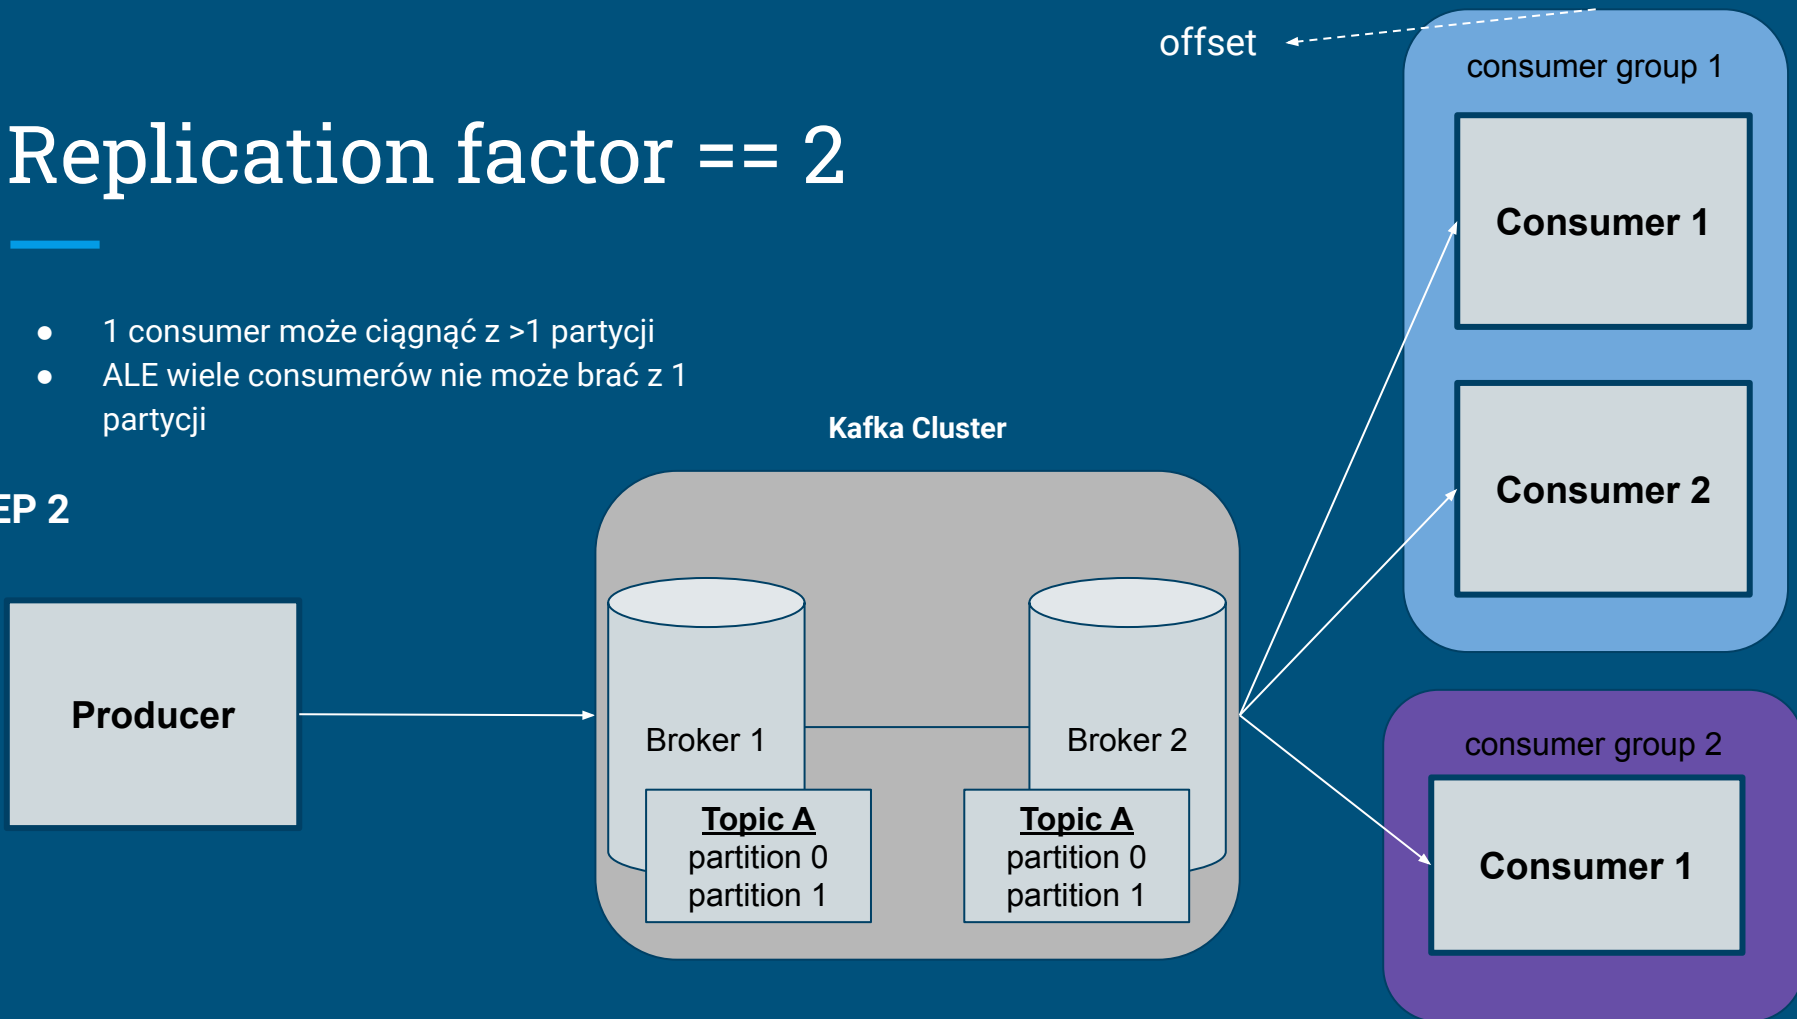 offset
consumer group 1
Replication factor == 2
Consumer 1
1 consumer może ciągnąć z >1 partycji
ALE wiele consumerów nie może brać z 1
partycji
Kafka Cluster
Consumer 2
EP 2
Producer
Broker 1
Broker 2
consumer group 2
Topic A
partition 0
partition 1
Topic A
partition 0
partition 1
Consumer 1